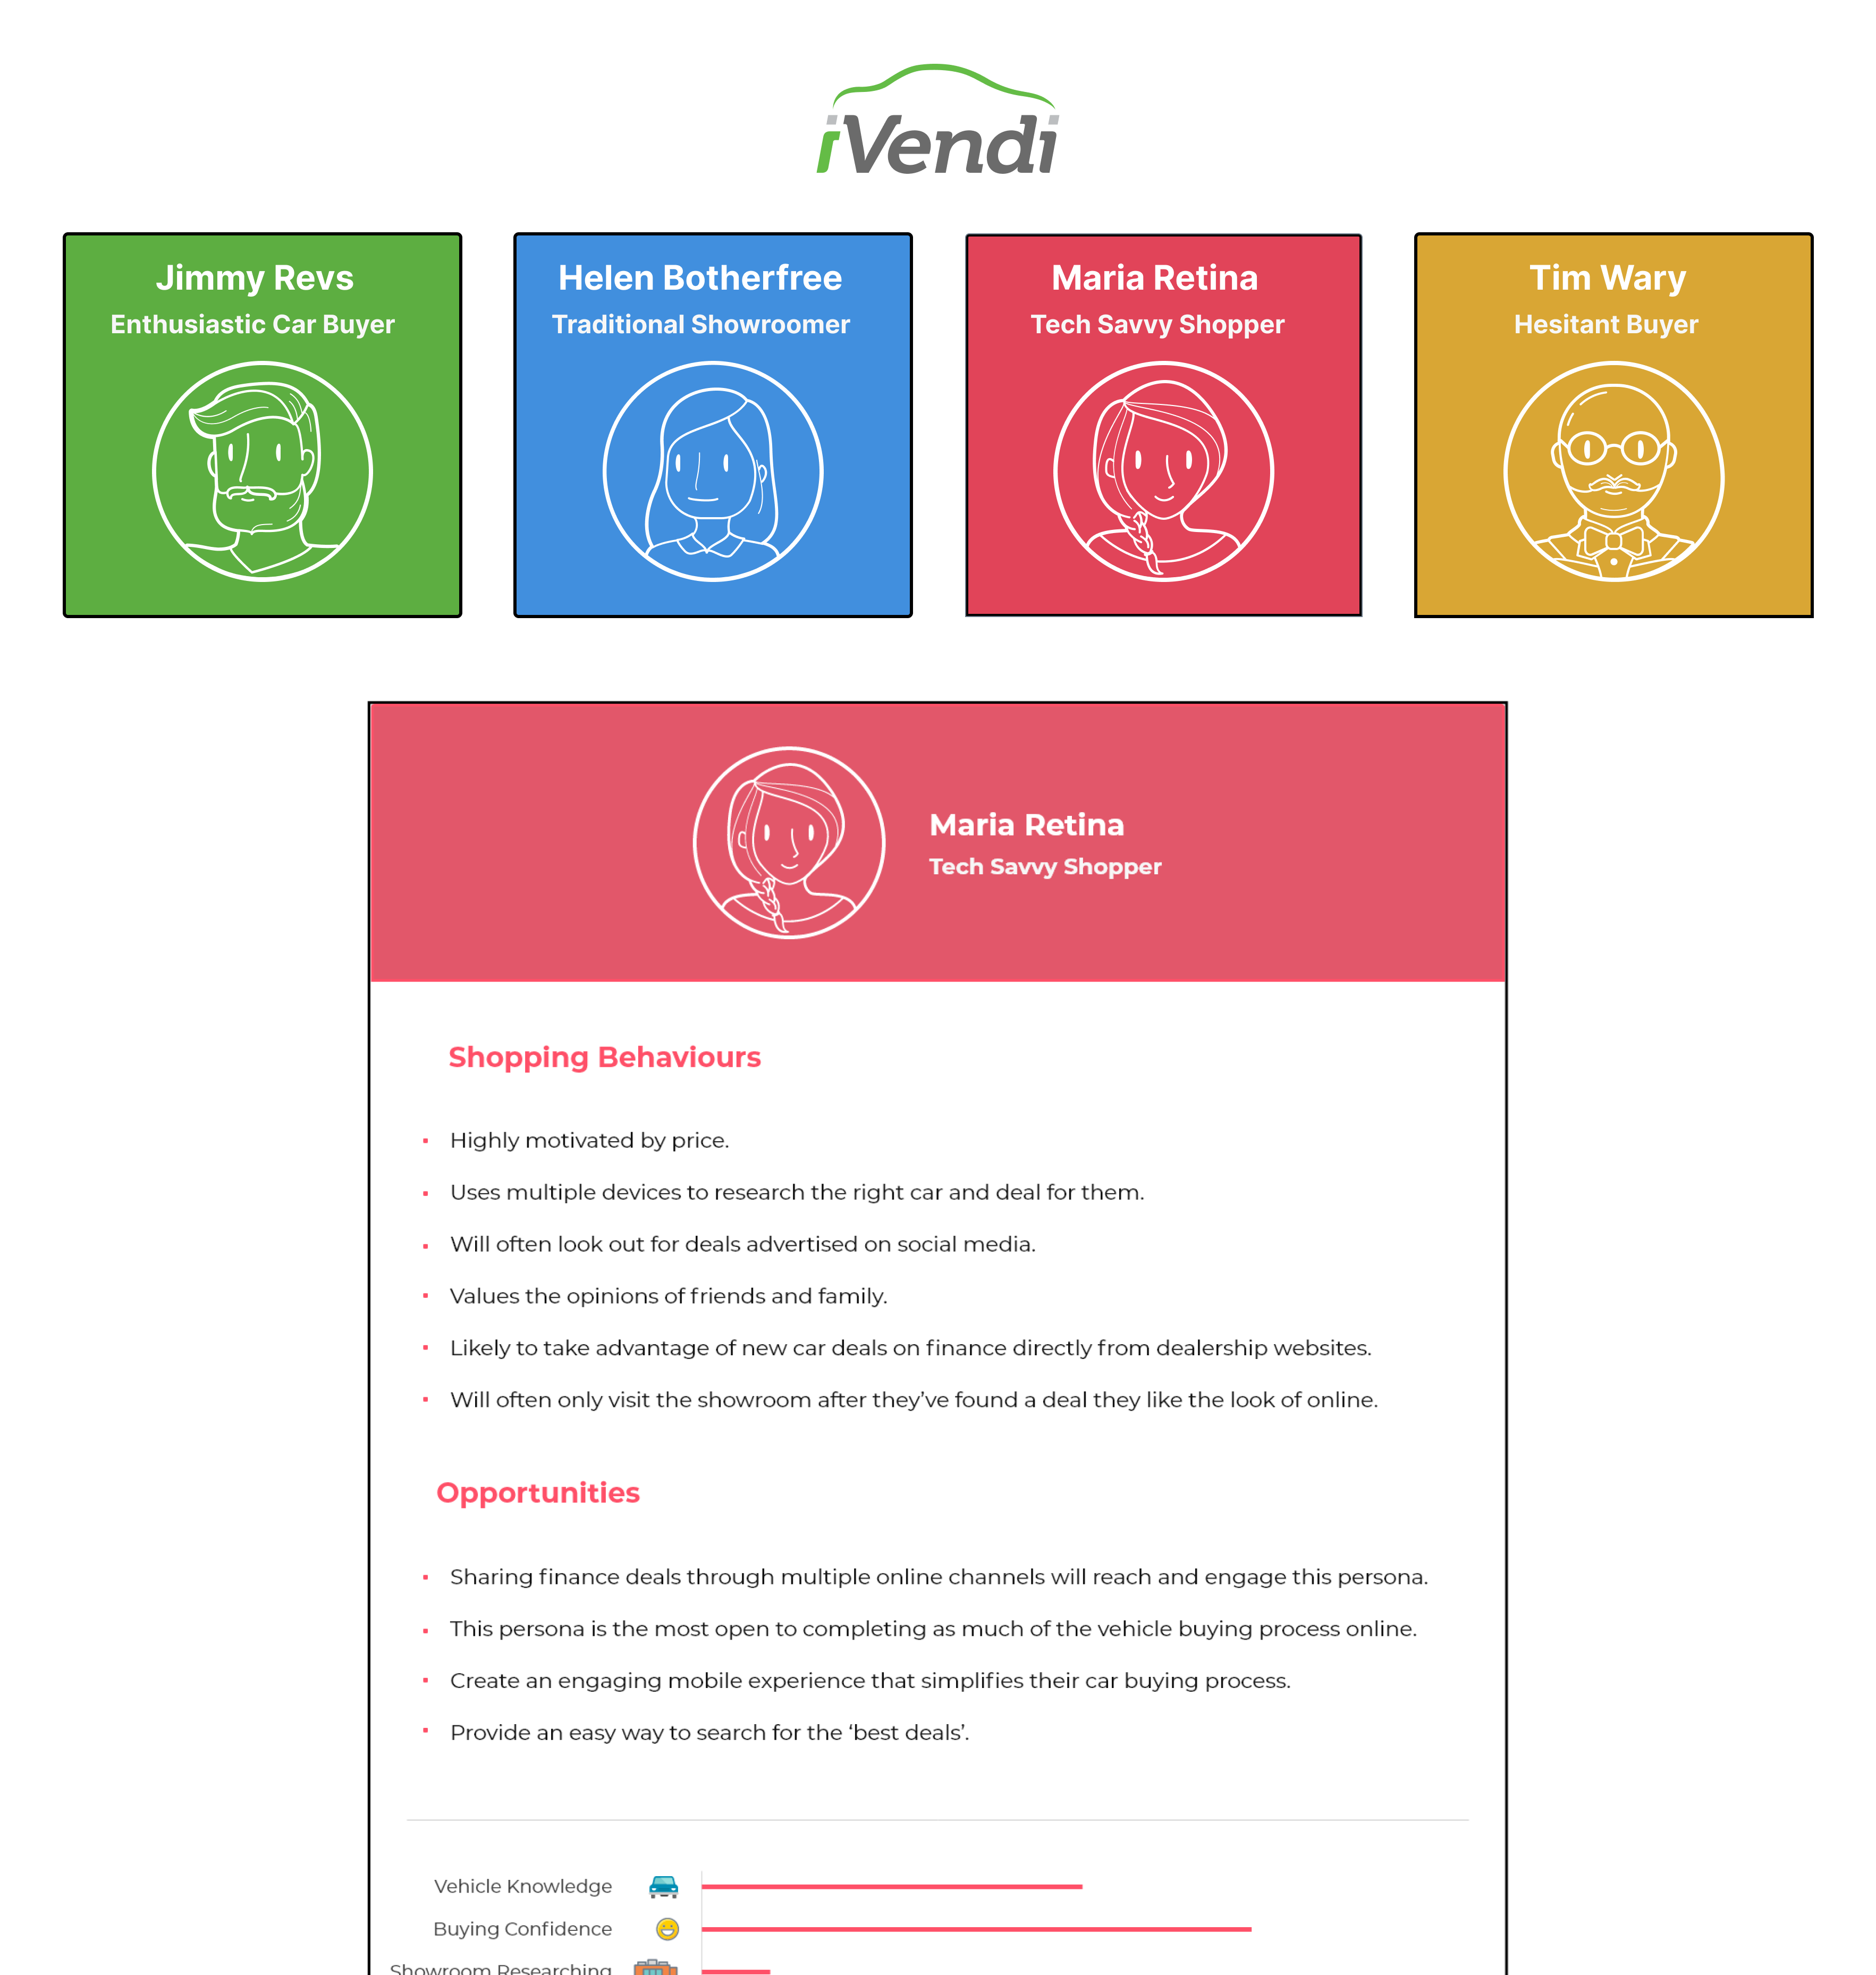 iVendi
Jimmy Revs
Enthusiastic Car Buyer
Helen Botherfree
Traditional Showroomer
Maria Retina
Tech Savvy Shopper
Tim Wary
Hesitant Buyer
Maria Retina
Tech Savvy Shopper
Shopping Behaviours
Highly motivated by price.
Uses multiple devices to research the right car and deal for them.
Will often look out for deals advertised on social media.
Values the opinions of friends and family.
Likely to take advantage of new car deals on finance directly from dealership websites.
Will often only visit the showroom after they’ve found a deal they like the look of online.
Opportunities
Sharing finance deals through multiple online channels will reach and engage this persona.
This persona is the most open to completing as much of the vehicle buying process online.
Create an engaging mobile experience that simplifies their car buying process.
Provide an easy way to search for the ‘best deals’.
Vehicle Knowledge
Buying Confidence
Showroom Researching